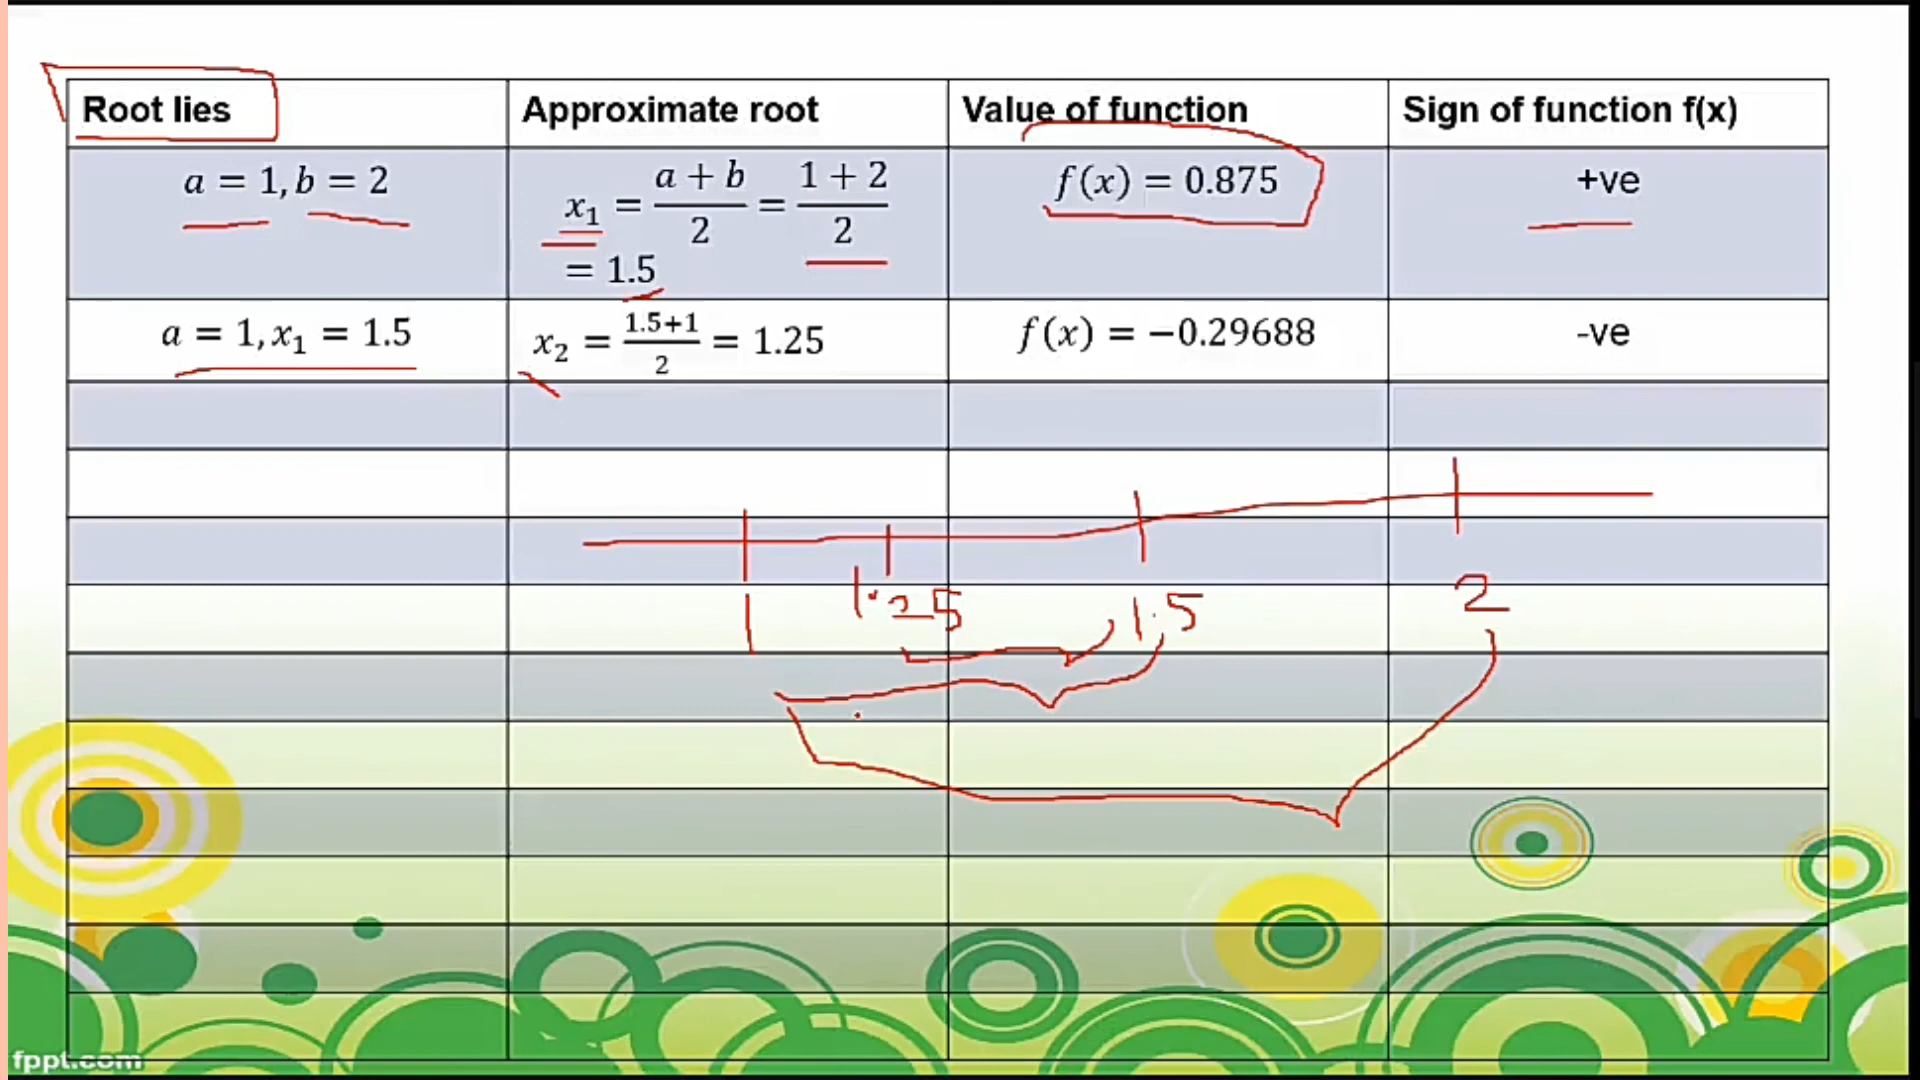 Root lies Approximate root Value of function Sign of function f(x)
a = 1, b = 2 x₁ = (a + b)/2 = (1 + 2)/2 f(x) = 0.875 +ve
= 1.5
a = 1, x₁ = 1.5 x₂ = (1.5+1)/2 = 1.25 f(x) = −0.29688 -ve
1 1.25 1.5 2
fppt.com